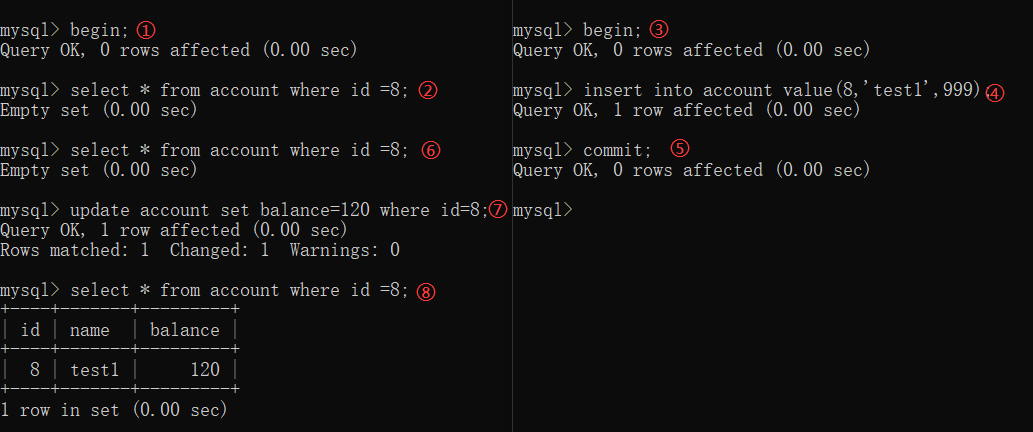 mysql> begin; ①
Query OK, 0 rows affected (0.00 sec)
mysql> select * from account where id =8; ②
Empty set (0.00 sec)
mysql> select * from account where id =8; ⑥
Empty set (0.00 sec)
mysql> update account set balance=120 where id=8;⑦
Query OK, 1 row affected (0.00 sec)
Rows matched: 1  Changed: 1  Warnings: 0
mysql> select * from account where id =8; ⑧
+----+-------+---------+
| id | name  | balance |
+----+-------+---------+
|  8 | test1 |     120 |
+----+-------+---------+
1 row in set (0.00 sec)
mysql> begin; ③
Query OK, 0 rows affected (0.00 sec)
mysql> insert into account value(8,'test1',999);④
Query OK, 1 row affected (0.00 sec)
mysql> commit; ⑤
Query OK, 0 rows affected (0.00 sec)
mysql>